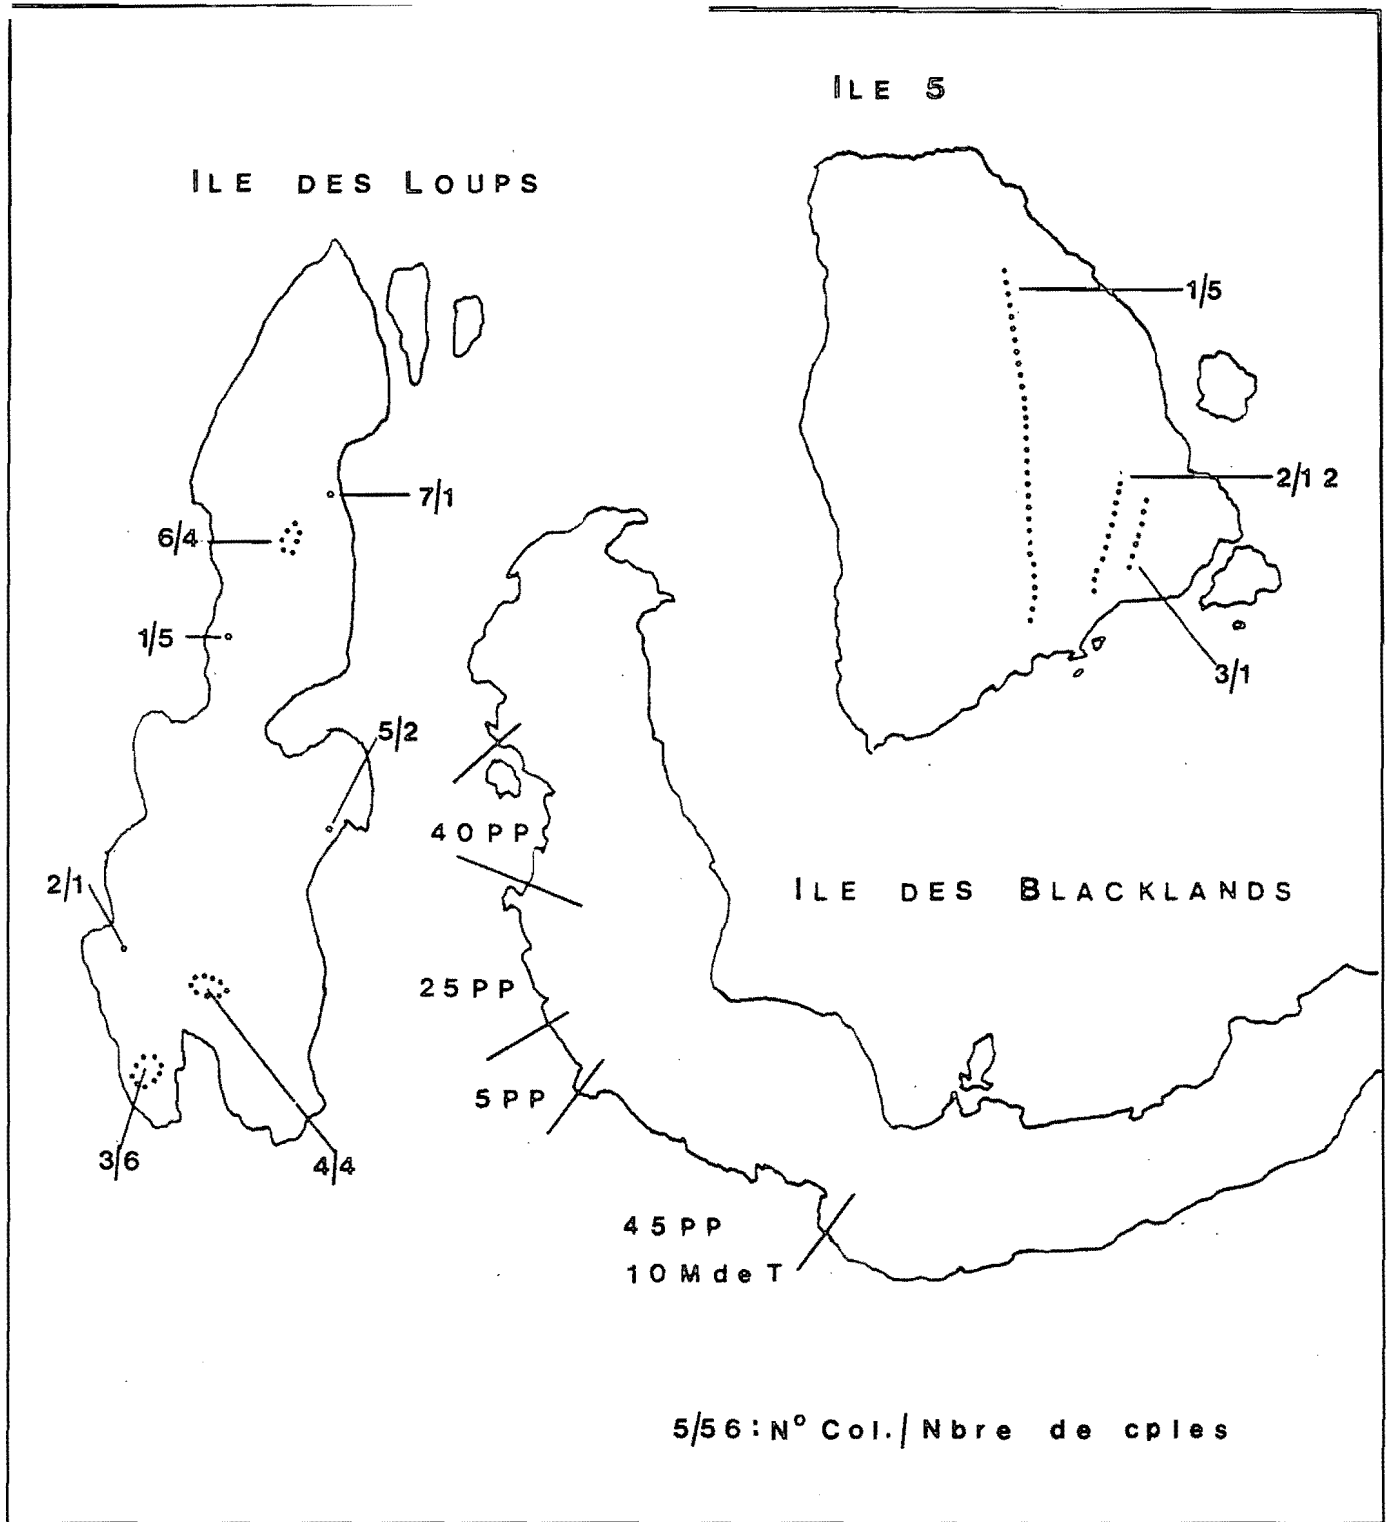 ILE 5
ILE DES LOUPS
1/5
2/12
7/1
6/4
1/5
3/1
5/2
40PP
2/1
ILE DES BLACKLANDS
25PP
5PP
3/6
4/4
45PP
10MdeT
5/56:N° Col./Nbre de cples